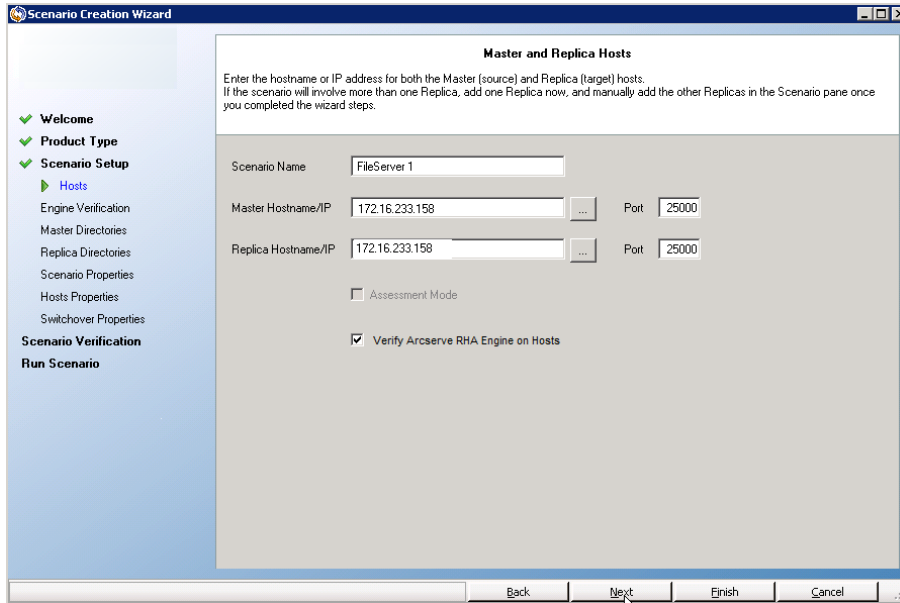 Scenario Creation Wizard
Master and Replica Hosts
Enter the hostname or IP address for both the Master (source) and Replica (target) hosts.
If the scenario will involve more than one Replica, add one Replica now, and manually add the other Replicas in the Scenario pane once
you completed the wizard steps.
Welcome
Product Type
Scenario Setup
Hosts
Engine Verification
Master Directories
Replica Directories
Scenario Properties
Hosts Properties
Switchover Properties
Scenario Verification
Run Scenario
Scenario Name FileServer 1
Master Hostname/IP 172.16.233.158 ... Port 25000
Replica Hostname/IP 172.16.233.158 ... Port 25000
Assessment Mode
Verify Arcserve RHA Engine on Hosts
Back Next Finish Cancel